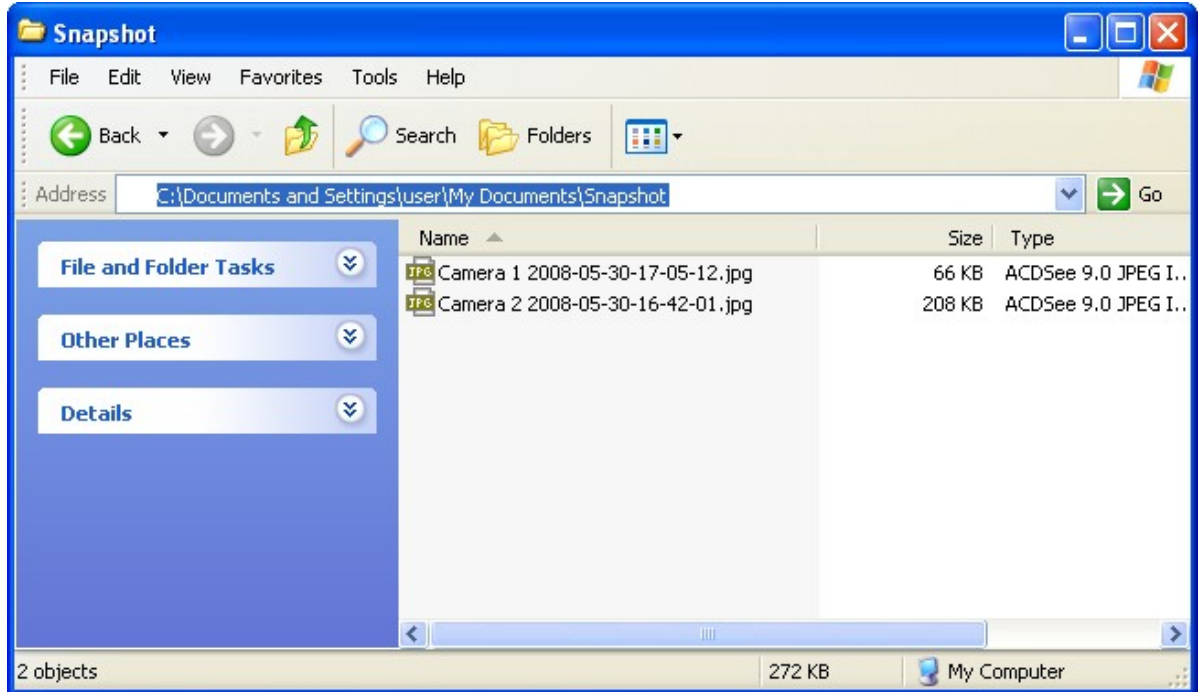 Snapshot
File Edit View Favorites Tools Help
Back Search Folders
Address C:\Documents and Settings\user\My Documents\Snapshot Go
Name Size Type
File and Folder Tasks
JPG Camera 1 2008-05-30-17-05-12.jpg 66 KB ACDSee 9.0 JPEG I...
JPG Camera 2 2008-05-30-16-42-01.jpg 208 KB ACDSee 9.0 JPEG I...
Other Places
Details
2 objects 272 KB My Computer